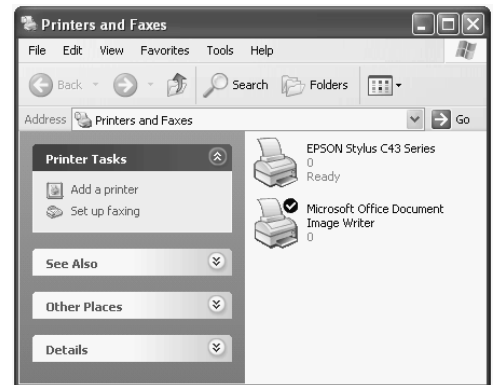 Printers and Faxes
File Edit View Favorites Tools Help
Back Search Folders
Address Printers and Faxes Go
Printer Tasks
Add a printer
Set up faxing
See Also
Other Places
Details
EPSON Stylus C43 Series
0
Ready
Microsoft Office Document
Image Writer
0